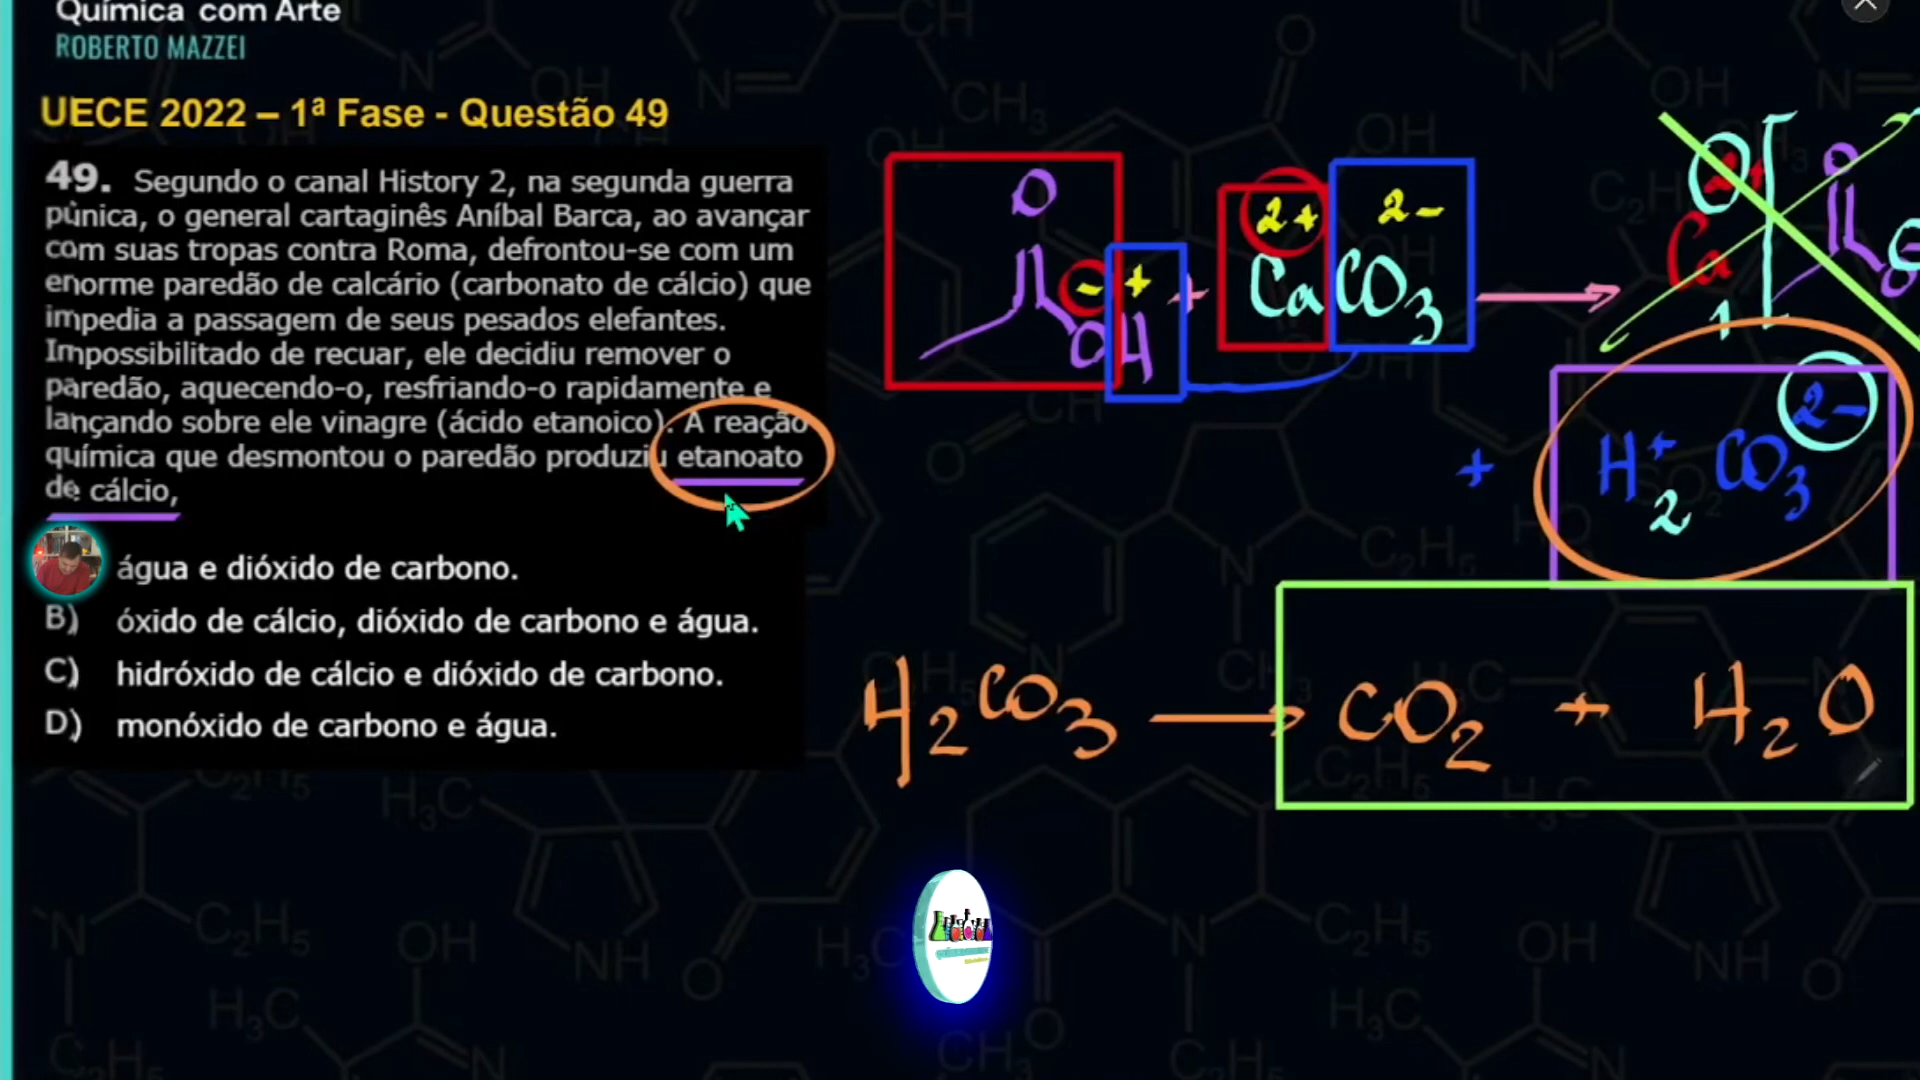 Química com Arte
ROBERTO MAZZEI
UECE 2022 – 1ª Fase - Questão 49
49. Segundo o canal History 2, na segunda guerra
púnica, o general cartaginês Aníbal Barca, ao avançar
com suas tropas contra Roma, defrontou-se com um
enorme paredão de calcário (carbonato de cálcio) que
impedia a passagem de seus pesados elefantes.
Impossibilitado de recuar, ele decidiu remover o
paredão, aquecendo-o, resfriando-o rapidamente e
lançando sobre ele vinagre (ácido etanoico). A reação
química que desmontou o paredão produziu etanoato
de cálcio,
água e dióxido de carbono.
B) óxido de cálcio, dióxido de carbono e água.
C) hidróxido de cálcio e dióxido de carbono.
D) monóxido de carbono e água.
O
2+ 2-
- +
OH + CaCO3 →
2+
Ca
O
+ H+2 CO3 2-
H2CO3 → CO2 + H2O